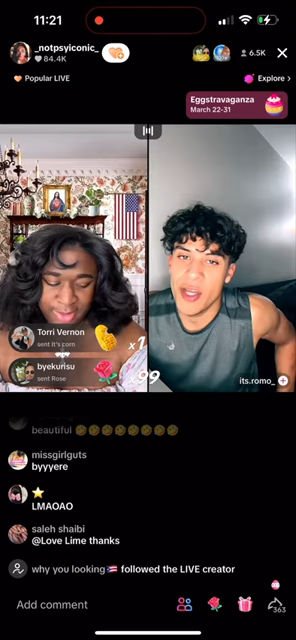 11:21
_notpsyiconic_
84.4K
6.5K
Popular LIVE
Explore >
Eggstravaganza
March 22-31
Torri Vernon
sent It's corn
x1
byekurisu
sent Rose
99
its.romo_
beautiful 🤣🤣🤣🤣🤣🤣🤣🤣
missgirlguts
byyyere
⭐
LMAOAO
saleh shaibi
@Love Lime thanks
why you looking🇵🇷 followed the LIVE creator
Add comment
363